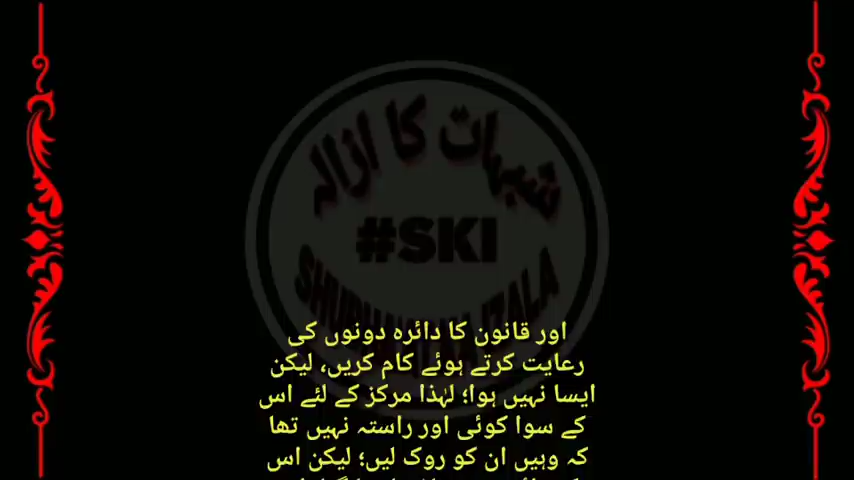 شبہات کا ازالہ
#SKI
اور قانون کا دائرہ دونوں کی
رعایت کرتے ہوئے کام کریں، لیکن
ایسا نہیں ہوا؛ لہٰذا مرکز کے لئے اس
کے سوا کوئی اور راستہ نہیں تھا
کہ وہیں ان کو روک لیں؛ لیکن اس